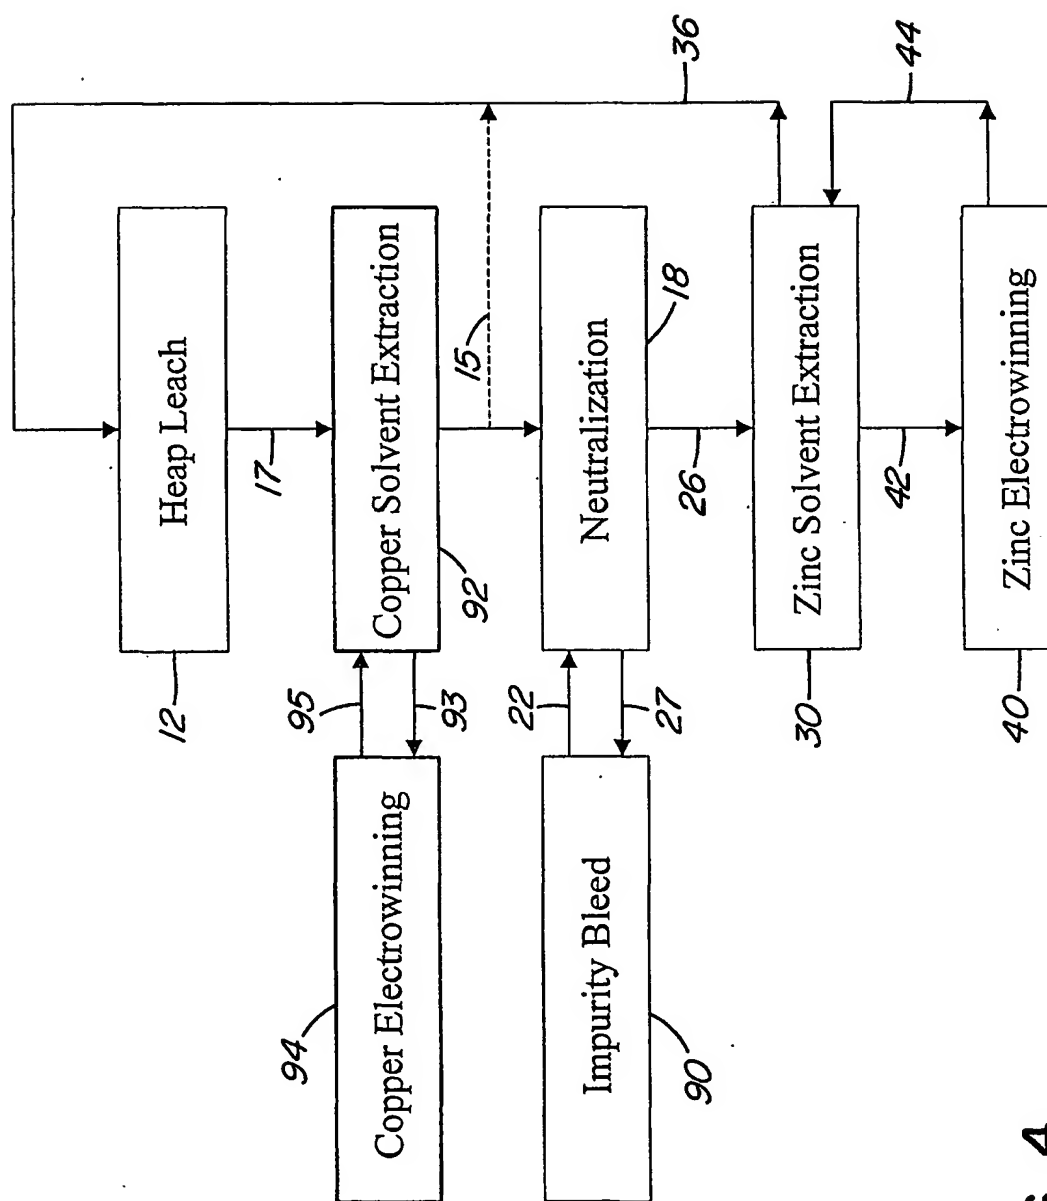 36
44
Heap Leach
12
17
Copper Solvent Extraction
92
15
95
93
Copper Electrowinning
94
Neutralization
18
22
27
Impurity Bleed
90
26
Zinc Solvent Extraction
30
42
Zinc Electrowinning
40
4